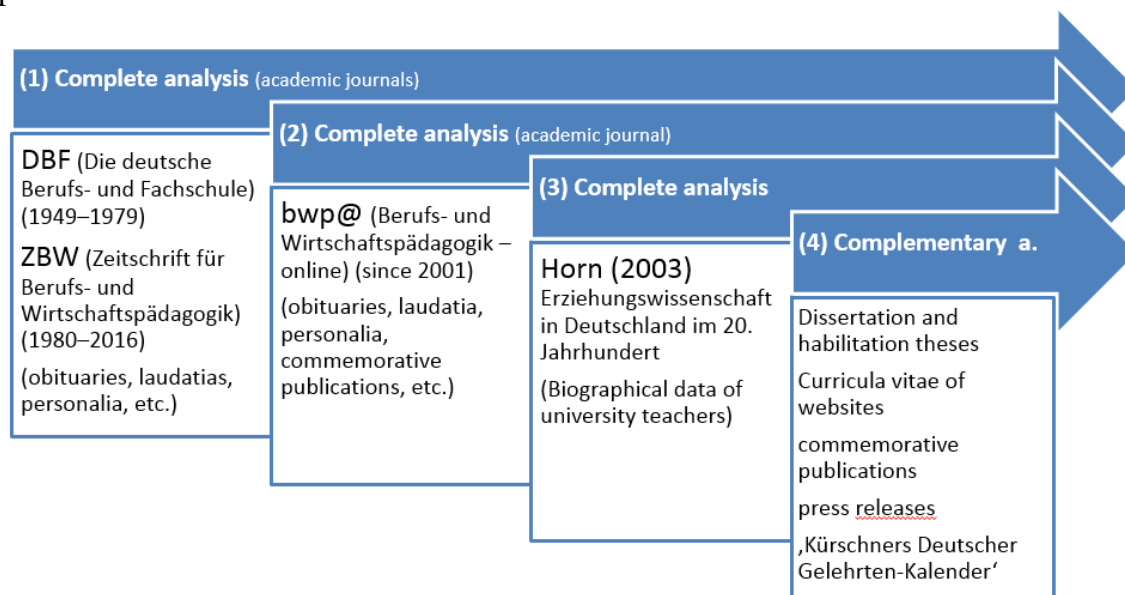 (1) Complete analysis (academic journals)
DBF (Die deutsche
Berufs- und Fachschule)
(1949–1979)
ZBW (Zeitschrift für
Berufs- und
Wirtschaftspädagogik)
(1980–2016)
(obituaries, laudatias,
personalia, etc.)
(2) Complete analysis (academic journal)
bwp@ (Berufs- und
Wirtschaftspädagogik –
online) (since 2001)
(obituaries, laudatia,
personalia,
commemorative
publications, etc.)
(3) Complete analysis
Horn (2003)
Erziehungswissenschaft
in Deutschland im 20.
Jahrhundert
(Biographical data of
university teachers)
(4) Complementary a.
Dissertation and
habilitation theses
Curricula vitae of
websites
commemorative
publications
press releases
‚Kürschners Deutscher
Gelehrten-Kalender‘